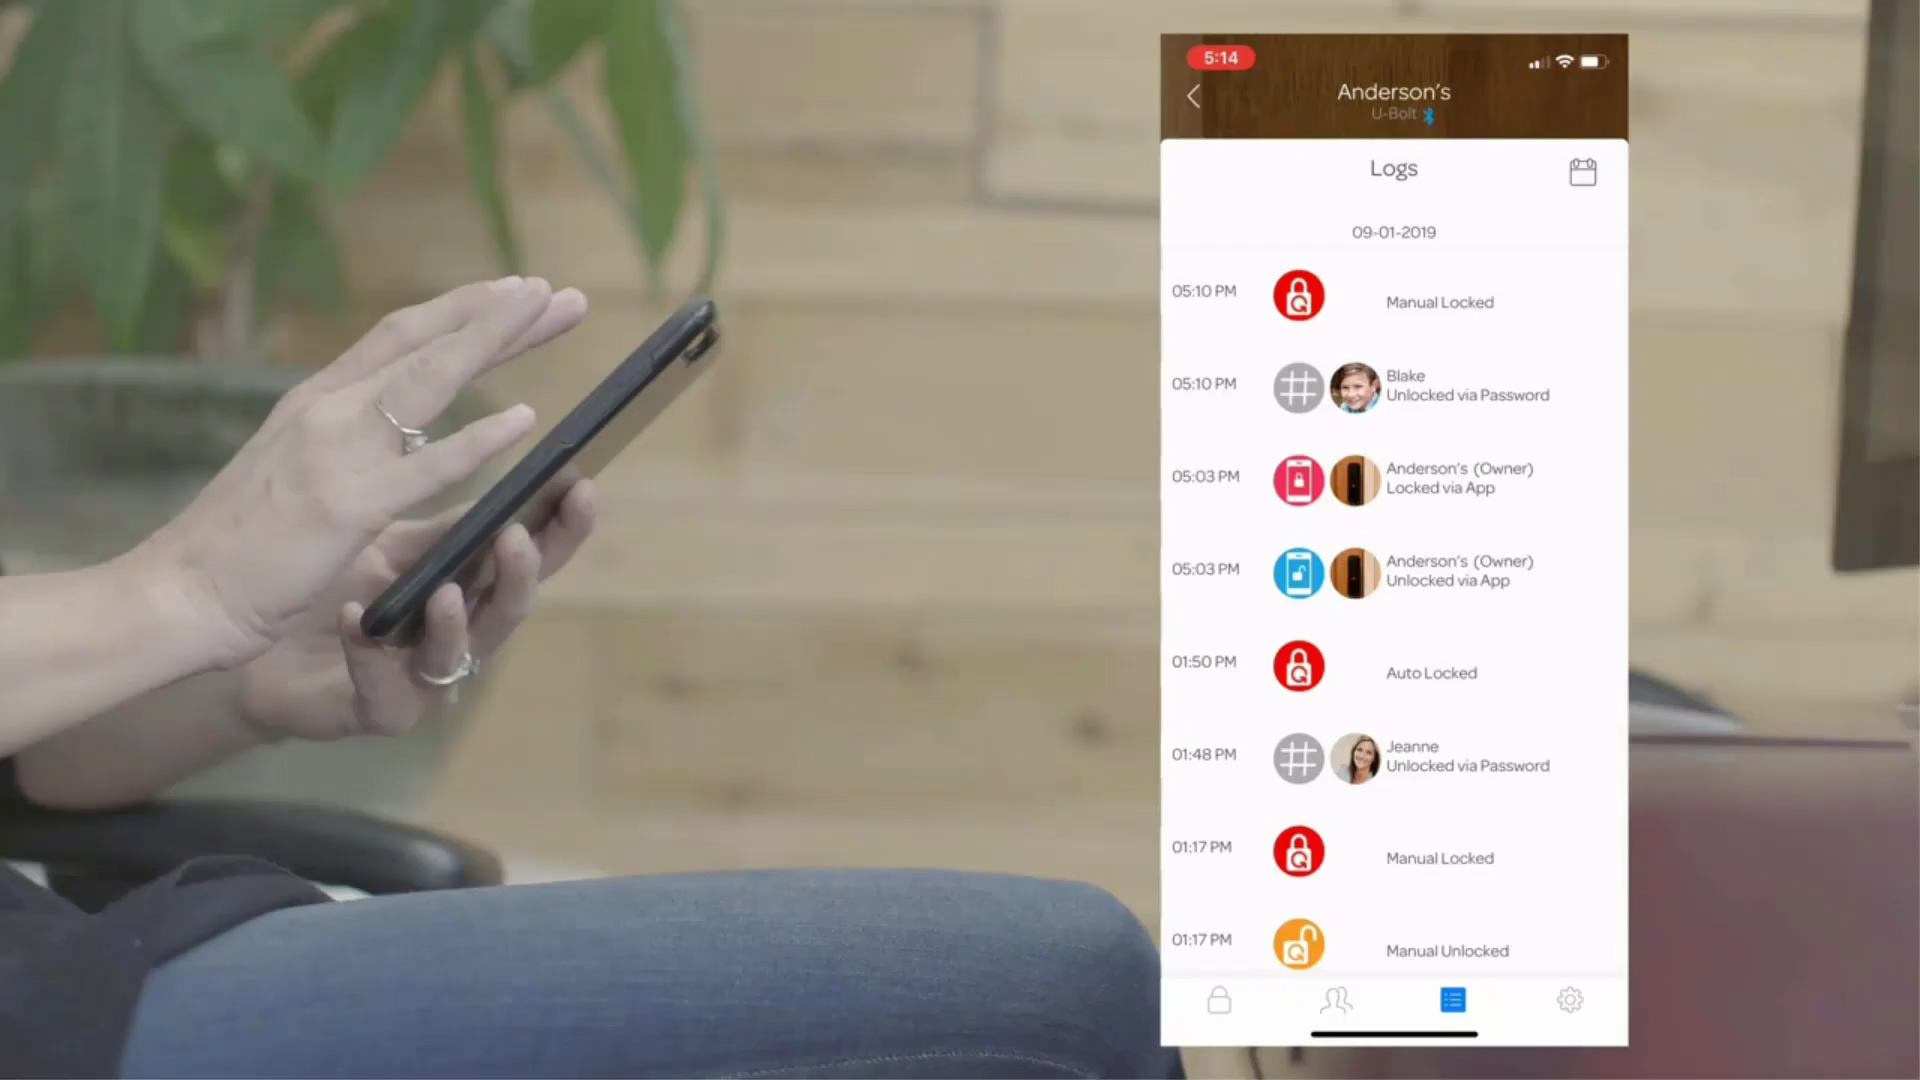 5:14
Anderson's
U-Bolt
Logs
09-01-2019
05:10 PM
Manual Locked
05:10 PM
Blake
Unlocked via Password
05:03 PM
Anderson's (Owner)
Locked via App
05:03 PM
Anderson's (Owner)
Unlocked via App
01:50 PM
Auto Locked
01:48 PM
Jeanne
Unlocked via Password
01:17 PM
Manual Locked
01:17 PM
Manual Unlocked